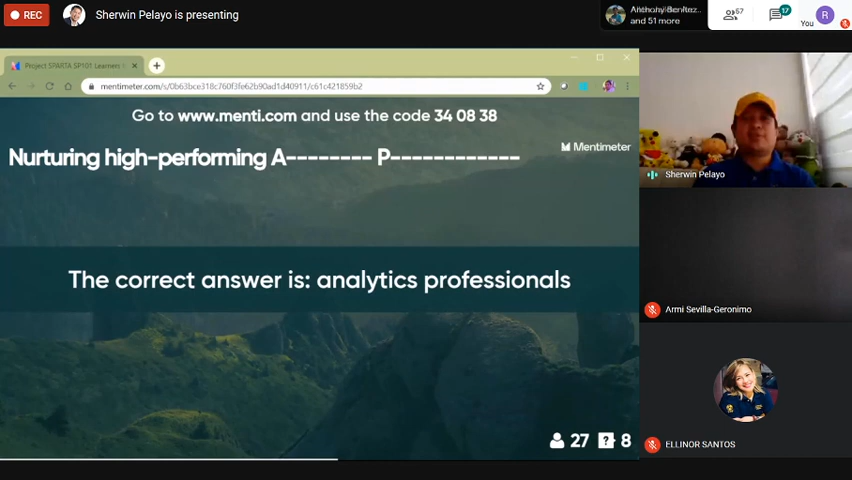 REC
Sherwin Pelayo is presenting
and 51 more
67
17
R
You
Project SPARTA SP101 Learners
mentimeter.com/s/0b63bce318c760f3fe62b90ad1d40911/c61c421859b2
Go to www.menti.com and use the code 34 08 38
Mentimeter
Nurturing high-performing A-------- P------------
The correct answer is: analytics professionals
27 8
Sherwin Pelayo
Armi Sevilla-Geronimo
ELLINOR SANTOS